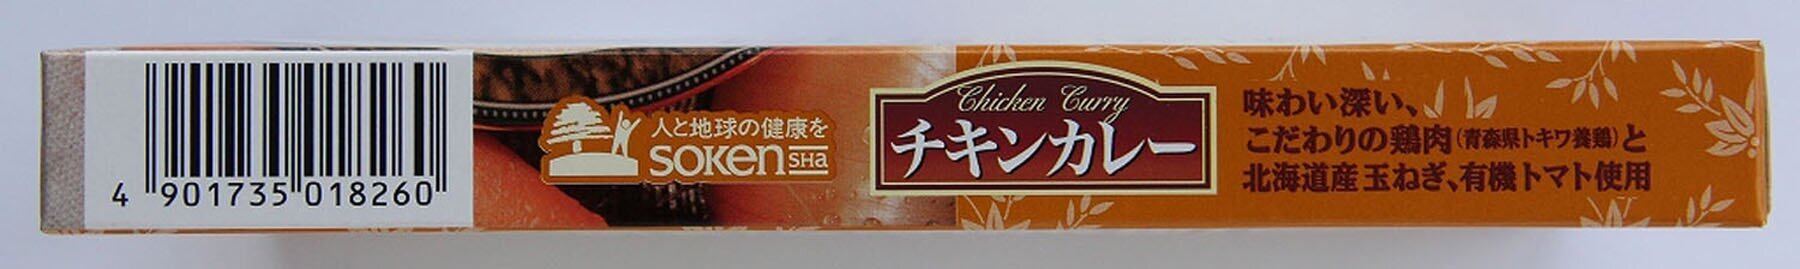 4 901735 018260
人と地球の健康を
SOKEN SHA
Chicken Curry
チキンカレー
味わい深い、
こだわりの鶏肉(青森県トキワ養鶏)と
北海道産玉ねぎ、有機トマト使用